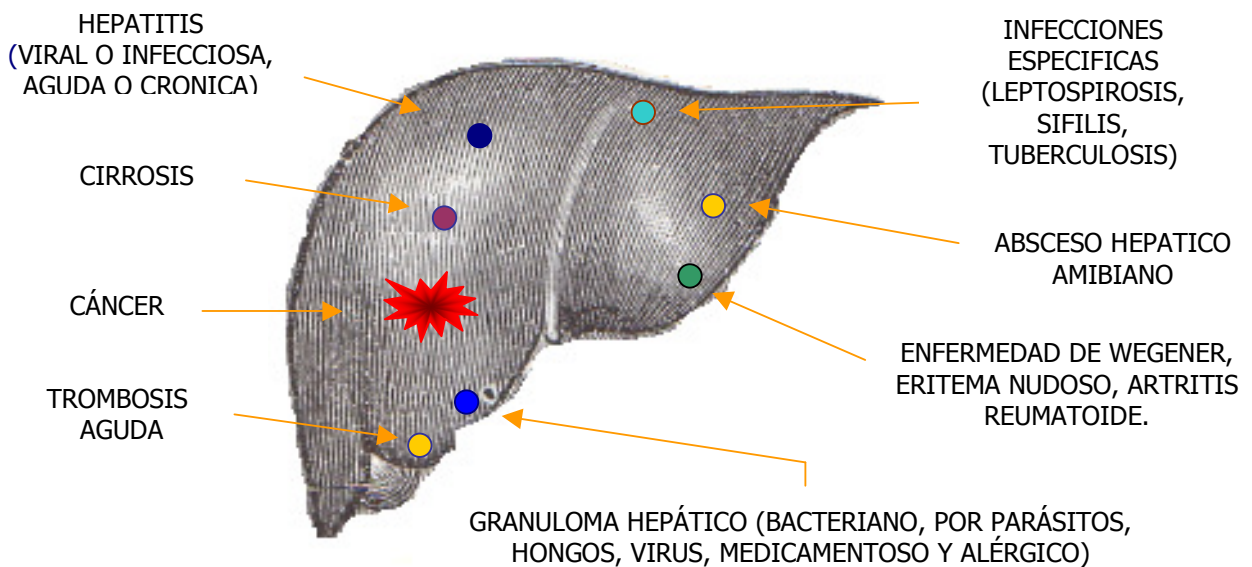 HEPATITIS
(VIRAL O INFECCIOSA,
AGUDA O CRONICA)
CIRROSIS
CÁNCER
TROMBOSIS
AGUDA
INFECCIONES
ESPECIFICAS
(LEPTOSPIROSIS,
SIFILIS,
TUBERCULOSIS)
ABSCESO HEPATICO
AMIBIANO
ENFERMEDAD DE WEGENER,
ERITEMA NUDOSO, ARTRITIS
REUMATOIDE.
GRANULOMA HEPÁTICO (BACTERIANO, POR PARÁSITOS,
HONGOS, VIRUS, MEDICAMENTOSO Y ALÉRGICO)